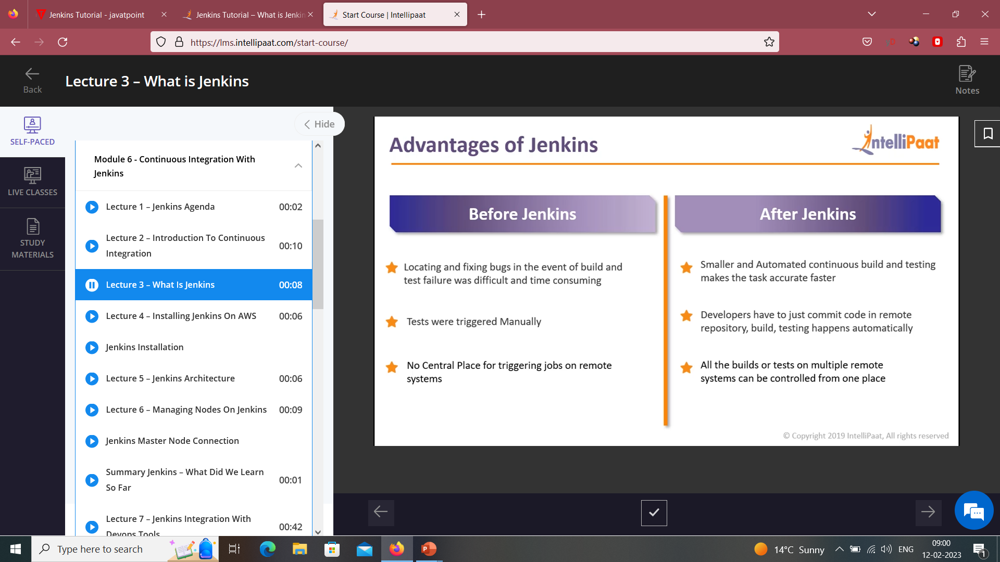 Jenkins Tutorial - javatpoint
Jenkins Tutorial – What is Jenkin
Start Course | Intellipaat
https://lms.intellipaat.com/start-course/
Back
Lecture 3 – What is Jenkins
Notes
SELF-PACED
LIVE CLASSES
STUDY
MATERIALS
Hide
Module 6 - Continuous Integration With
Jenkins
Lecture 1 – Jenkins Agenda 00:02
Lecture 2 – Introduction To Continuous
Integration 00:10
Lecture 3 – What Is Jenkins 00:08
Lecture 4 – Installing Jenkins On AWS 00:06
Jenkins Installation
Lecture 5 – Jenkins Architecture 00:06
Lecture 6 – Managing Nodes On Jenkins 00:09
Jenkins Master Node Connection
Summary Jenkins – What Did We Learn
So Far 00:01
Lecture 7 – Jenkins Integration With
Devops Tools 00:42
Advantages of Jenkins
IntelliPaat
Before Jenkins
Locating and fixing bugs in the event of build and
test failure was difficult and time consuming
Tests were triggered Manually
No Central Place for triggering jobs on remote
systems
After Jenkins
Smaller and Automated continuous build and testing
makes the task accurate faster
Developers have to just commit code in remote
repository, build, testing happens automatically
All the builds or tests on multiple remote
systems can be controlled from one place
© Copyright 2019 IntelliPaat, All rights reserved
Type here to search
14°C Sunny
ENG
09:00
12-02-2023
1